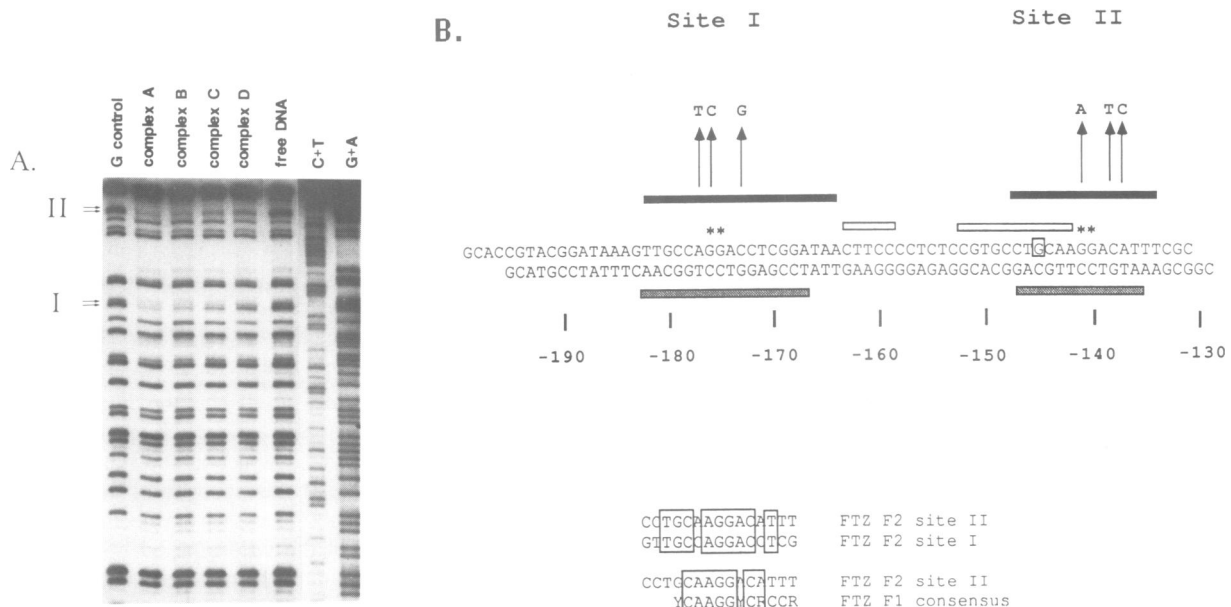 A.
G control
complex A
complex B
complex C
complex D
free DNA
C+T
G+A
II
I
B.
Site I Site II
T C G A T C
** **
GCACCGTACGGATAAAGTTGCCAGGACCTCGGATAACTTCCCCTCTCCGTGCCTGCAAGGACATTTCGC
GCATGCCTATTTCAACGGTCCTGGAGCCTATTGAAGGGGAGAGGCACGGACGTTCCTGTAAAGCGGC
-190 -180 -170 -160 -150 -140 -130
CCTGCAAGGACATTT FTZ F2 site II
GTTGCCAGGACCTCG FTZ F2 site I
CCTGCAAGGACATTT FTZ F2 site II
YCAAGGYCRCCR FTZ F1 consensus